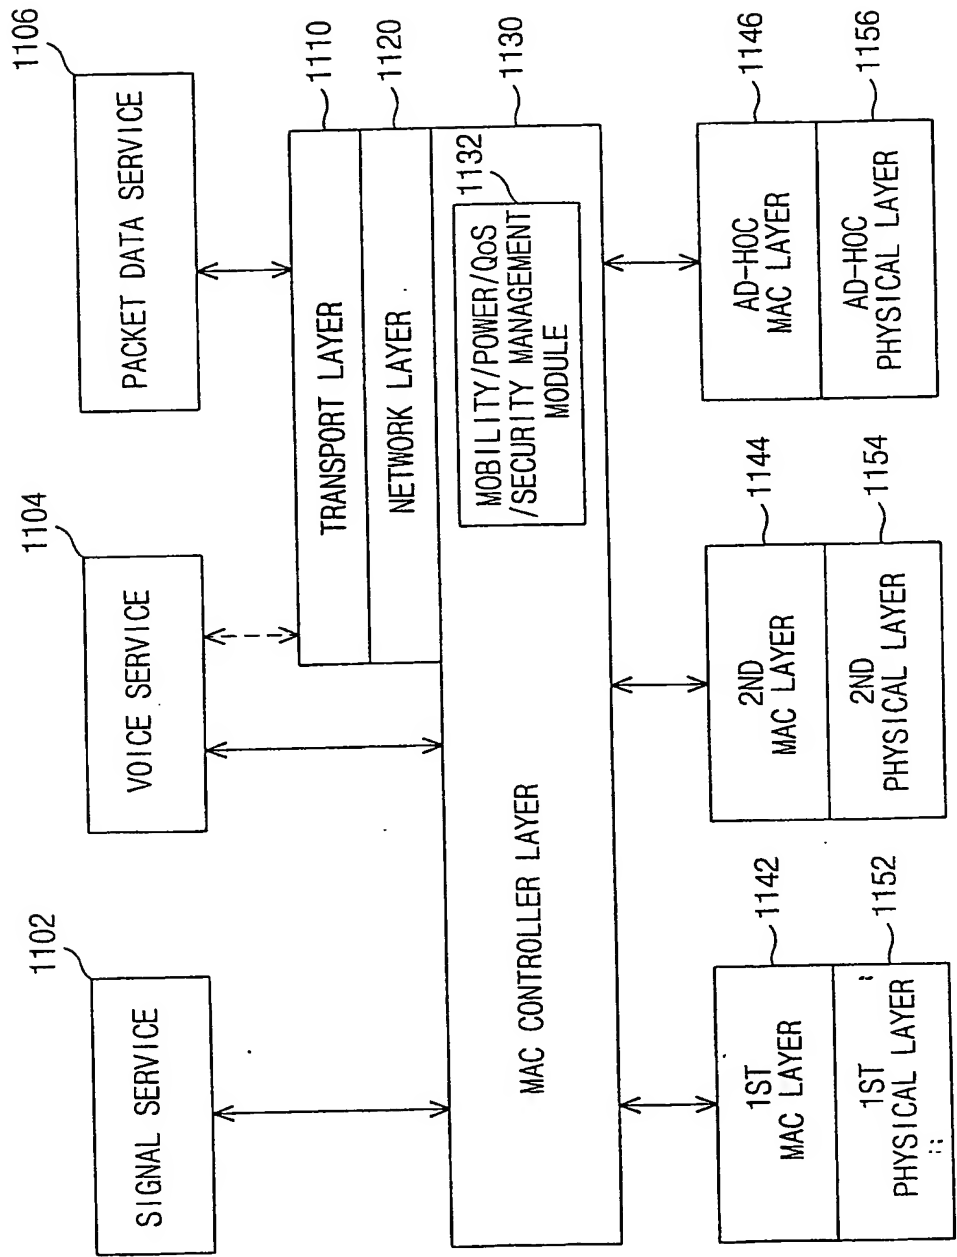 1102
SIGNAL SERVICE
1104
VOICE SERVICE
1106
PACKET DATA SERVICE
TRANSPORT LAYER
1110
NETWORK LAYER
1120
MAC CONTROLLER LAYER
1130
1132
MOBILITY/POWER/QoS
/SECURITY MANAGEMENT
MODULE
1ST
MAC LAYER
1142
1ST
PHYSICAL LAYER
1152
2ND
MAC LAYER
1144
2ND
PHYSICAL LAYER
1154
AD-HOC
MAC LAYER
1146
AD-HOC
PHYSICAL LAYER
1156